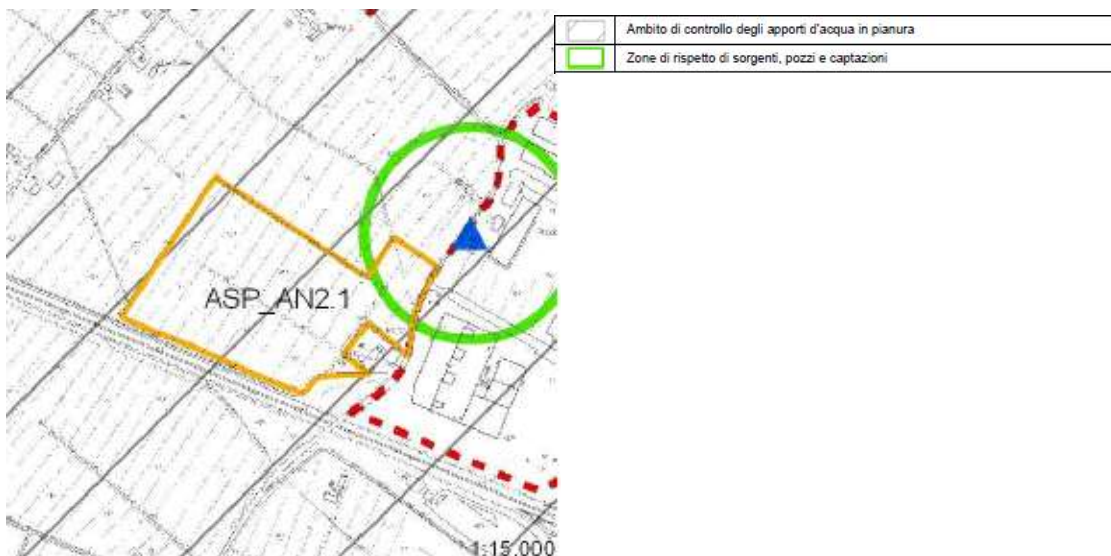 Ambito di controllo degli apporti d'acqua in pianura
Zone di rispetto di sorgenti, pozzi e captazioni
ASP_AN2.1
1:15.000